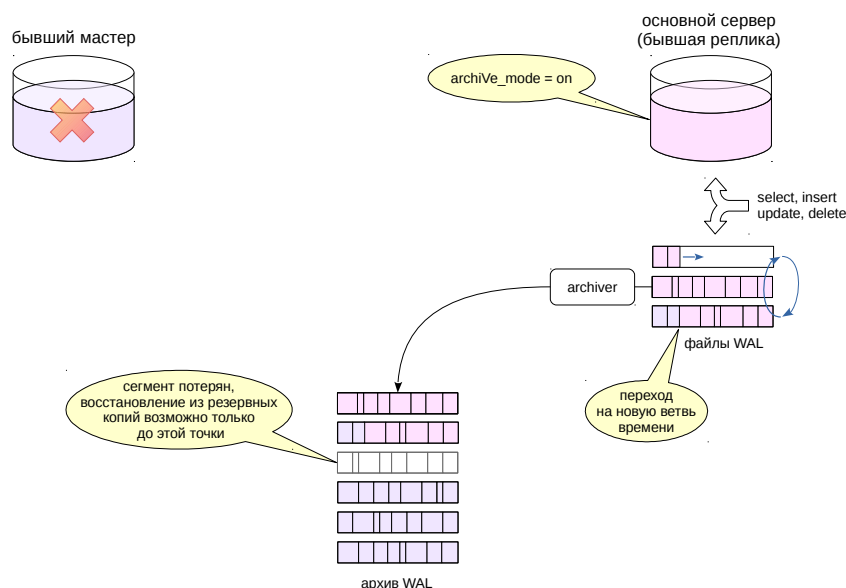 бывший мастер
основной сервер
(бывшая реплика)
archiVe_mode = on
select, insert
update, delete
archiver
файлы WAL
сегмент потерян,
восстановление из резервных
копий возможно только
до этой точки
переход
на новую ветвь
времени
архив WAL